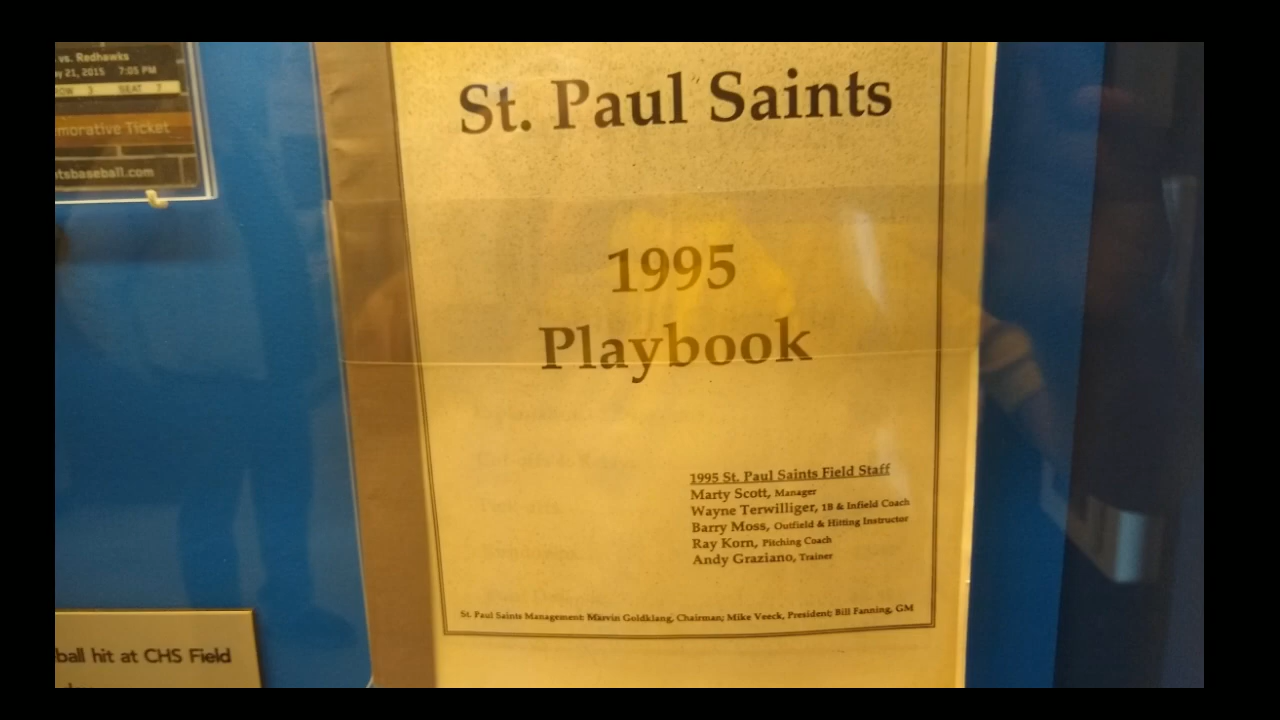 vs. Redhawks
21, 2015 7:05 PM
ROW 3 SEAT 7
morative Ticket
tsbaseball.com
St. Paul Saints
1995
Playbook
1995 St. Paul Saints Field Staff
Marty Scott, Manager
Wayne Terwilliger, 1B & Infield Coach
Barry Moss, Outfield & Hitting Instructor
Ray Korn, Pitching Coach
Andy Graziano, Trainer
St. Paul Saints Management: Marvin Goldklang, Chairman; Mike Veeck, President; Bill Fanning, GM
ball hit at CHS Field